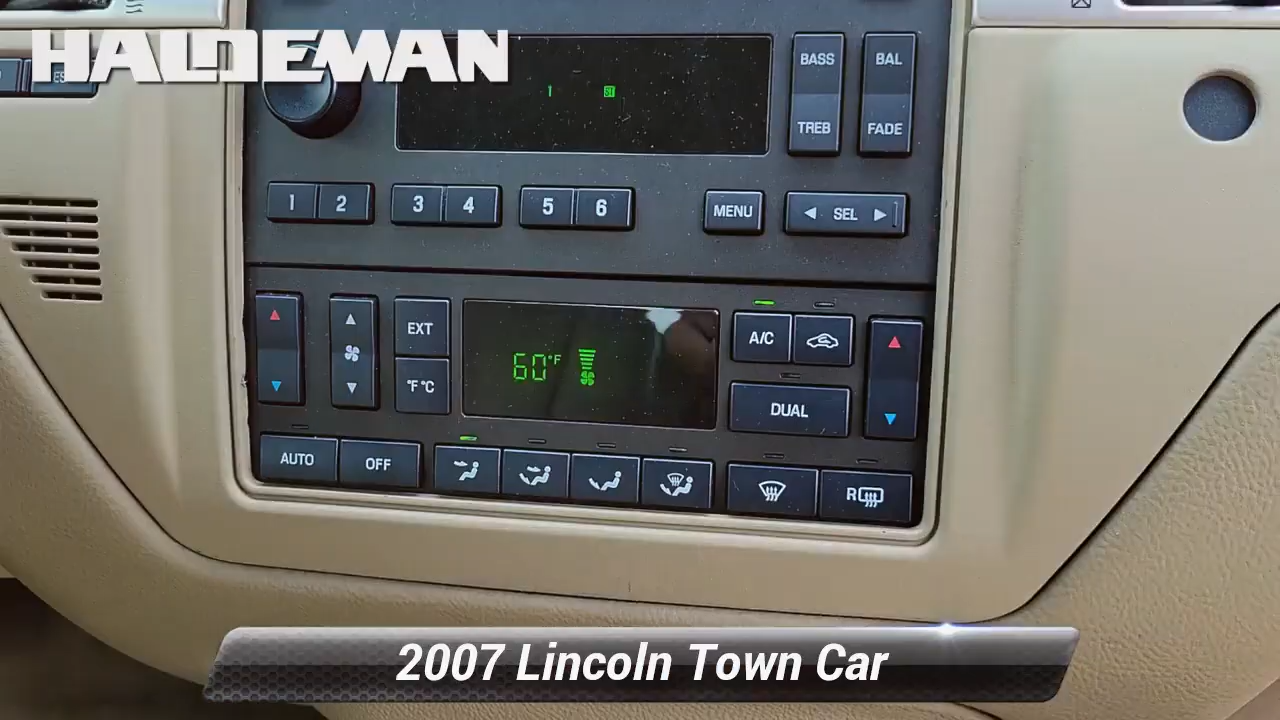 HALDEMAN
BASS
BAL
TREB
FADE
1 2 3 4 5 6 MENU ◀ SEL ▶
EXT
A/C
60°F
°F °C
DUAL
AUTO OFF
R
2007 Lincoln Town Car